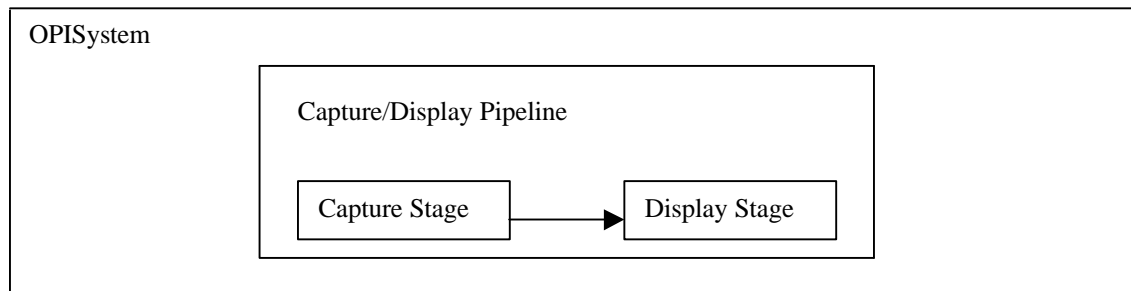 OPISystem
Capture/Display Pipeline
Capture Stage
Display Stage